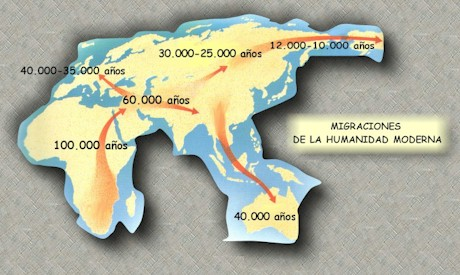 12.000-10.000 años
30.000-25.000 años
40.000-35.000 años
60.000 años
100.000 años
40.000 años
MIGRACIONES
DE LA HUMANIDAD MODERNA